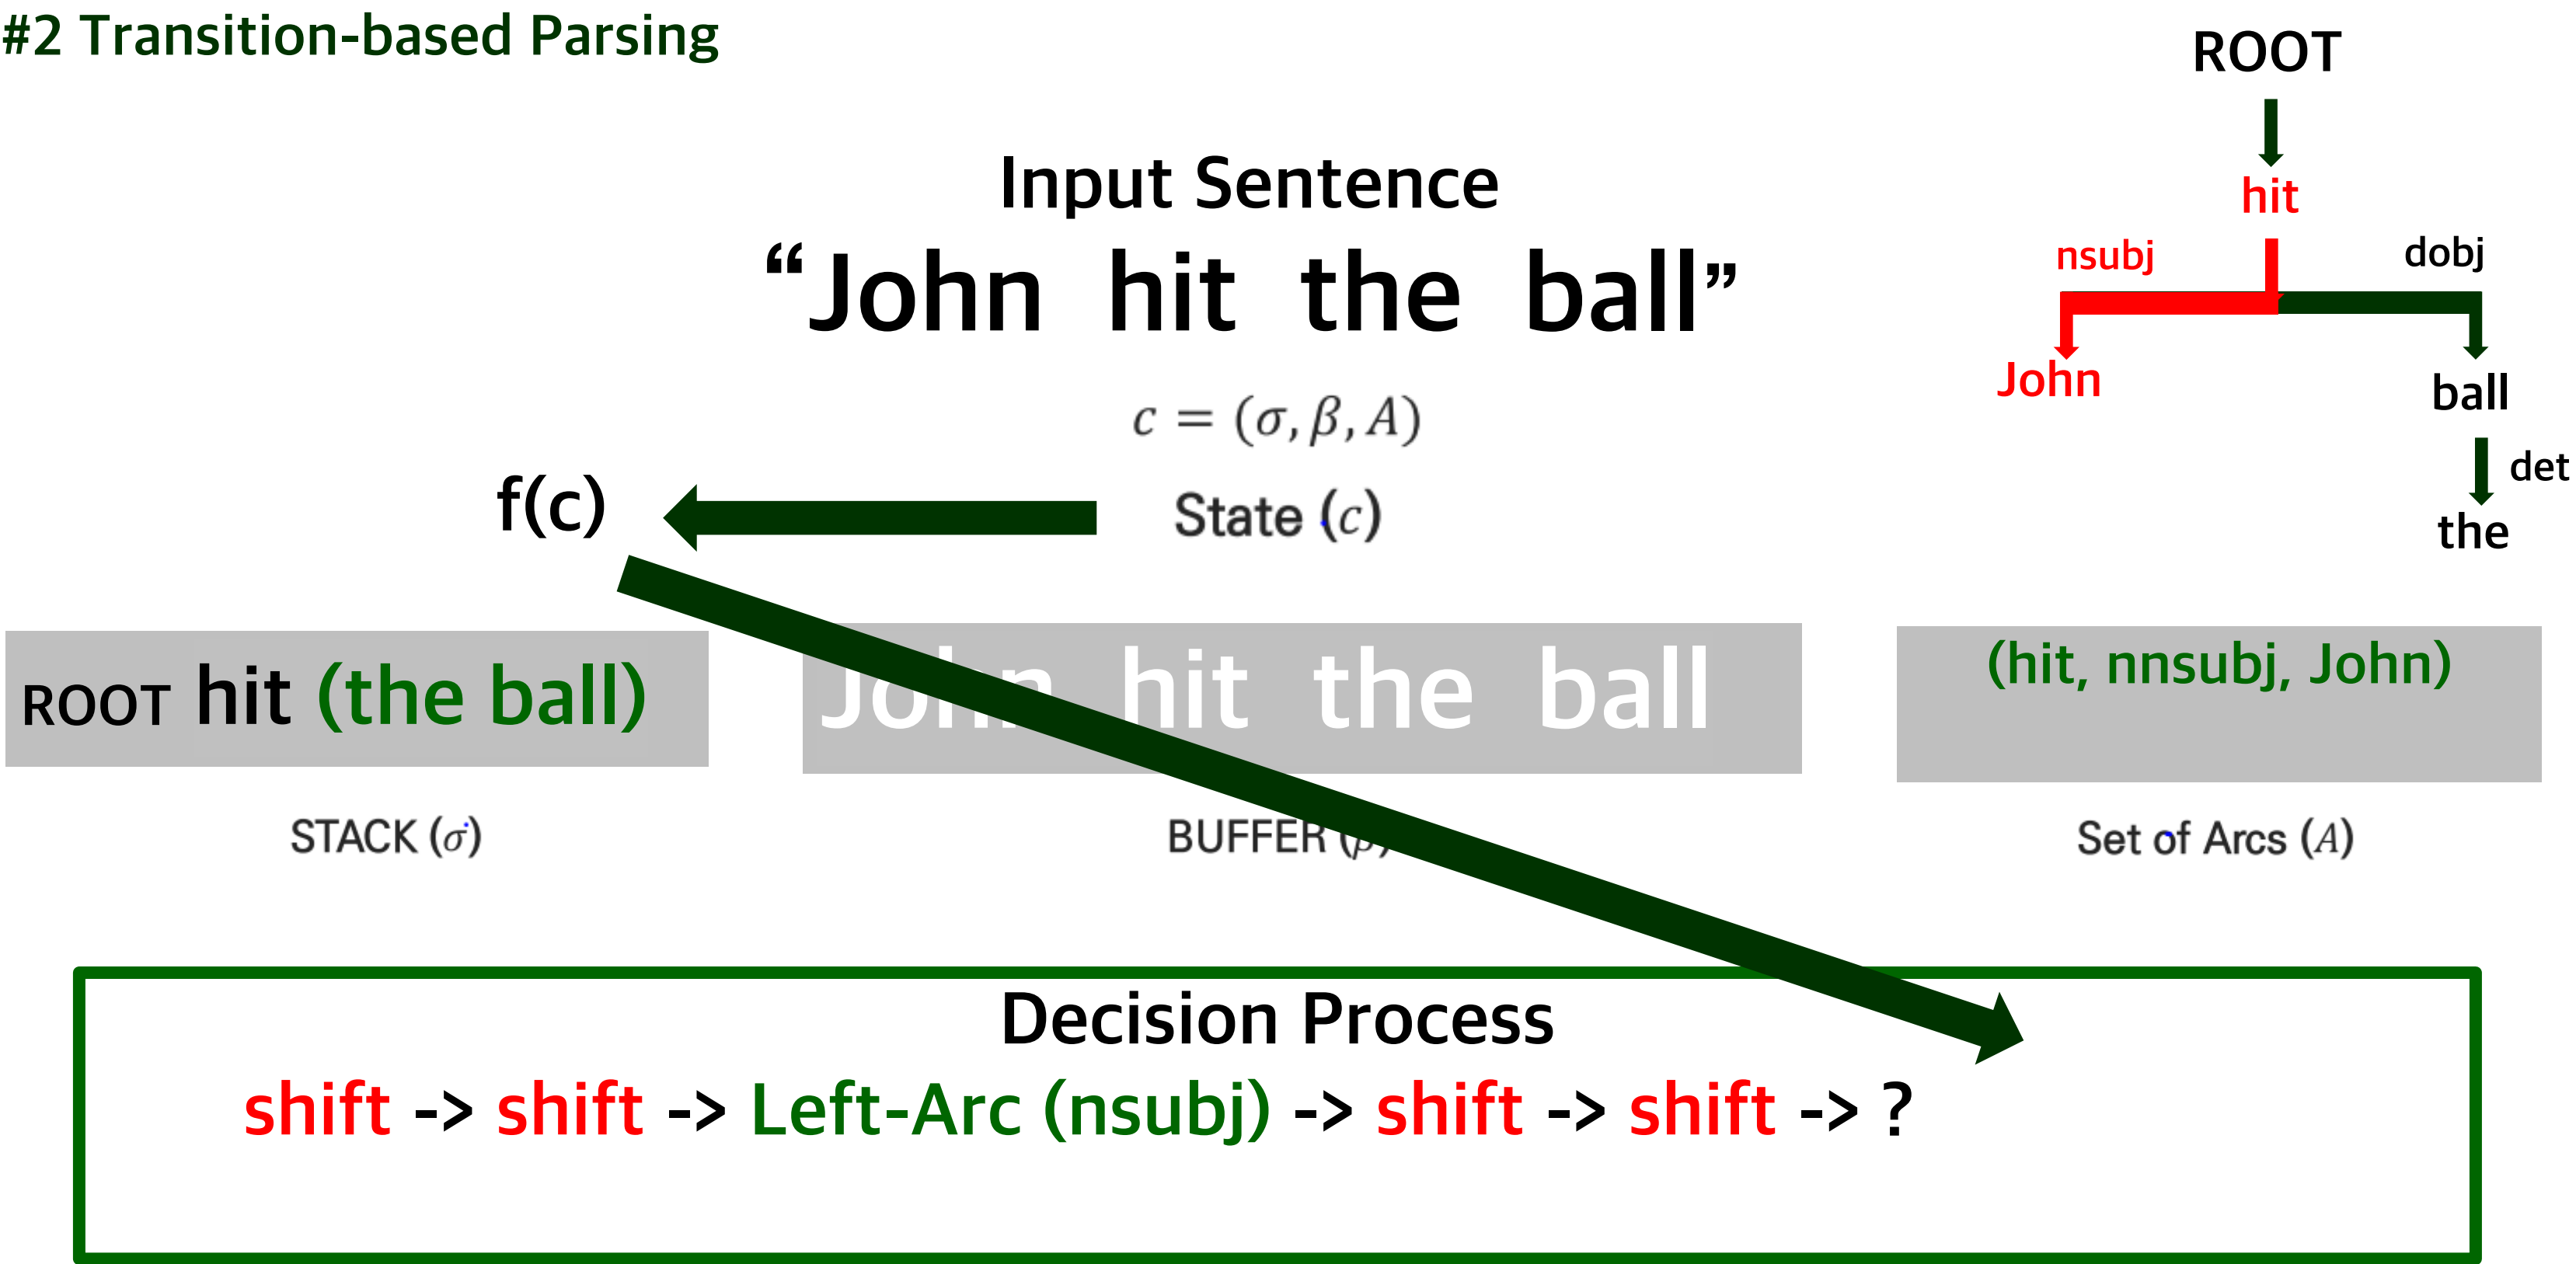 #2 Transition-based Parsing
ROOT
hit
nsubj
dobj
John
ball
det
the
Input Sentence
“John hit the ball”
c = (σ, β, A)
f(c)
State (c)
ROOT hit (the ball)
John hit the ball
(hit, nnsubj, John)
STACK (σ)
BUFFER (β)
Set of Arcs (A)
Decision Process
shift -> shift -> Left-Arc (nsubj) -> shift -> shift -> ?